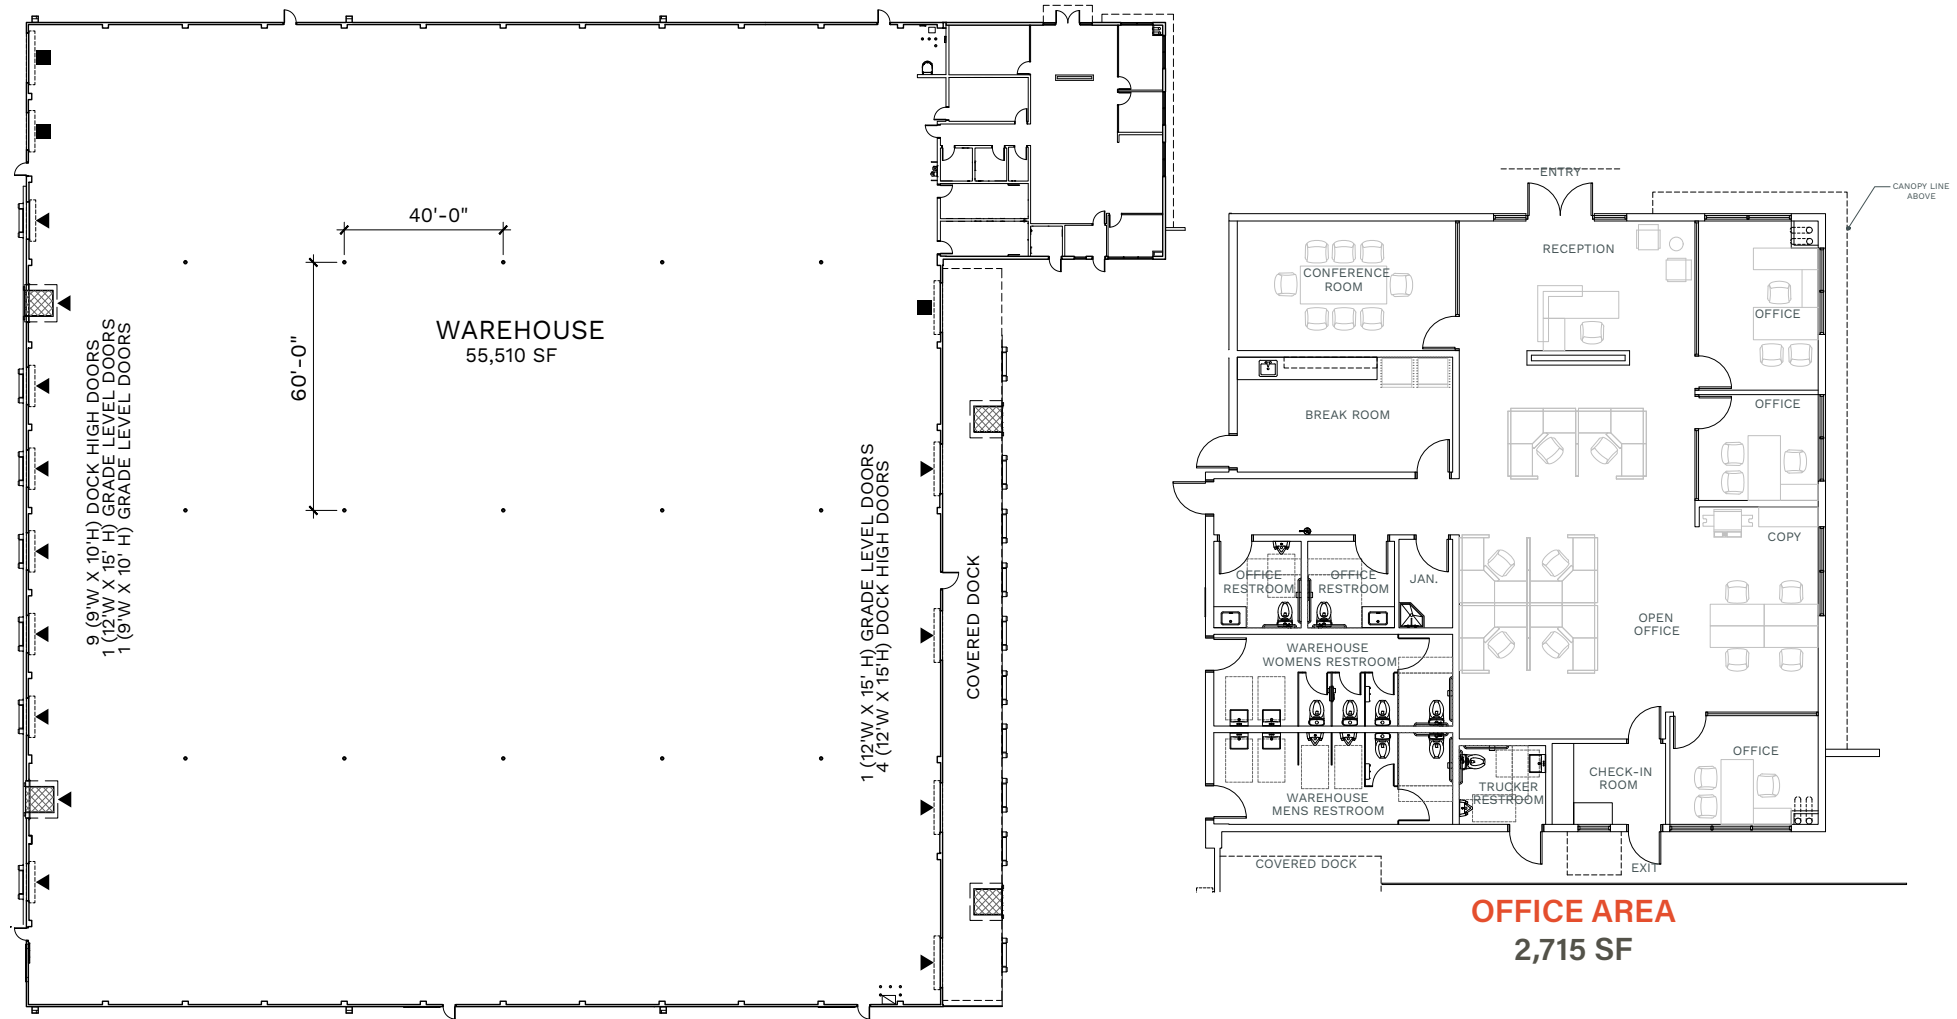 40'-0"
60'-0"
WAREHOUSE
55,510 SF
9 (9'W X 10'H) DOCK HIGH DOORS
1 (12'W X 15' H) GRADE LEVEL DOORS
1 (9'W X 10' H) GRADE LEVEL DOORS
1 (12'W X 15' H) GRADE LEVEL DOORS
4 (12'W X 15'H) DOCK HIGH DOORS
COVERED DOCK
ENTRY
CANOPY LINE
ABOVE
RECEPTION
CONFERENCE
ROOM
OFFICE
BREAK ROOM
OFFICE
COPY
OFFICE
RESTROOM
OFFICE
RESTROOM
JAN.
OPEN
OFFICE
WAREHOUSE
WOMENS RESTROOM
OFFICE
CHECK-IN
ROOM
TRUCKER
RESTROOM
WAREHOUSE
MENS RESTROOM
COVERED DOCK
EXIT
OFFICE AREA
2,715 SF